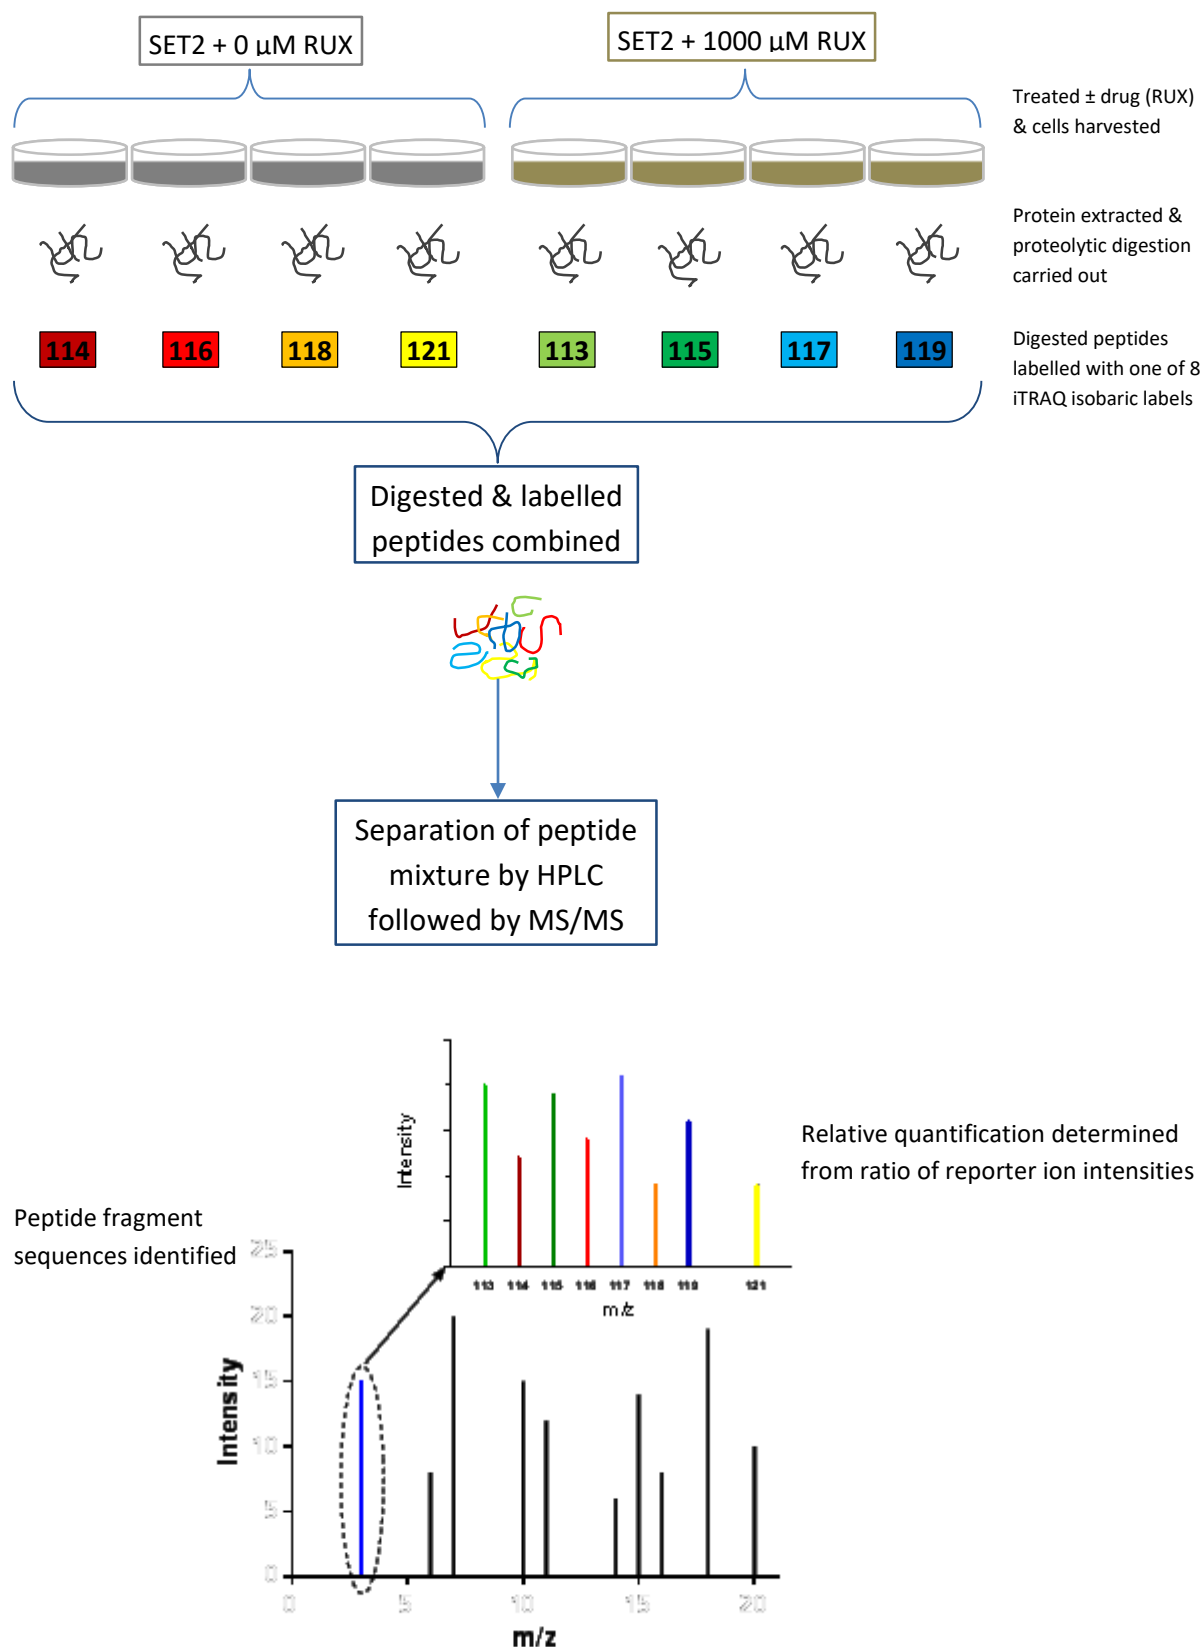 SET2 + 0 µM RUX
SET2 + 1000 µM RUX
Treated ± drug (RUX)
& cells harvested
Protein extracted &
proteolytic digestion
carried out
114 116 118 121 113 115 117 119
Digested peptides
labelled with one of 8
iTRAQ isobaric labels
Digested & labelled
peptides combined
Separation of peptide
mixture by HPLC
followed by MS/MS
Intensity
113 114 115 116 117 118 119 121
m/z
Relative quantification determined
from ratio of reporter ion intensities
Peptide fragment
sequences identified
Intensity
25
20
15
10
5
0
0 5 10 15 20
m/z